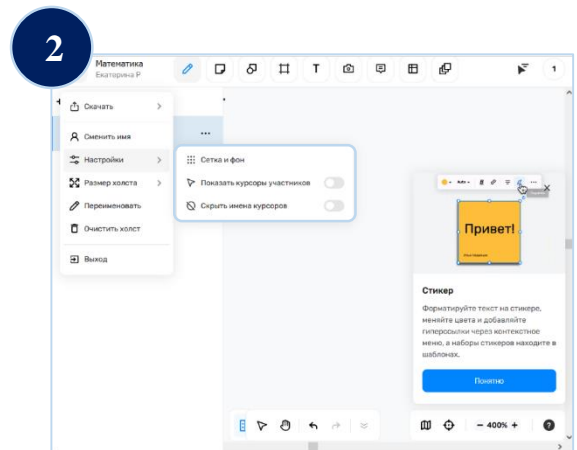 2
Математика
Екатерина Р
T
1
Скачать
Сменить имя
Настройки
Размер холста
Переименовать
Очистить холст
Выход
Сетка и фон
Показать курсоры участников
Скрыть имена курсоров
Auto
Привет!
Стикер
Форматируйте текст на стикере,
меняйте цвета и добавляйте
гиперссылки через контекстное
меню, а наборы стикеров находите в
шаблонах.
Понятно
− 400% +
?